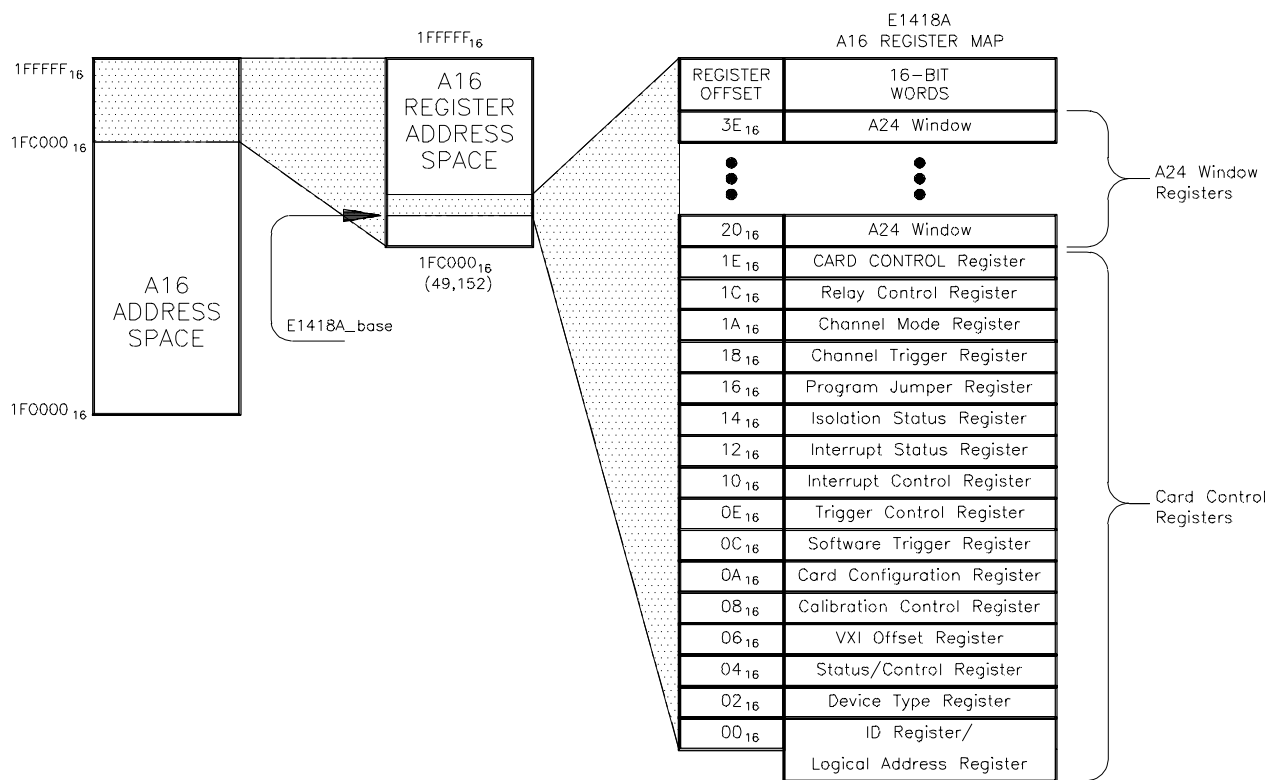 E1418A
A16 REGISTER MAP
1FFFFF₁₆
1FFFFF₁₆
1FC000₁₆
A16
ADDRESS
SPACE
1F0000₁₆
A16
REGISTER
ADDRESS
SPACE
1FC000₁₆
(49,152)
E1418A_base
REGISTER OFFSET 16-BIT WORDS
3E₁₆ A24 Window
20₁₆ A24 Window
1E₁₆ CARD CONTROL Register
1C₁₆ Relay Control Register
1A₁₆ Channel Mode Register
18₁₆ Channel Trigger Register
16₁₆ Program Jumper Register
14₁₆ Isolation Status Register
12₁₆ Interrupt Status Register
10₁₆ Interrupt Control Register
0E₁₆ Trigger Control Register
0C₁₆ Software Trigger Register
0A₁₆ Card Configuration Register
08₁₆ Calibration Control Register
06₁₆ VXI Offset Register
04₁₆ Status/Control Register
02₁₆ Device Type Register
00₁₆ ID Register/
Logical Address Register
A24 Window
Registers
Card Control
Registers